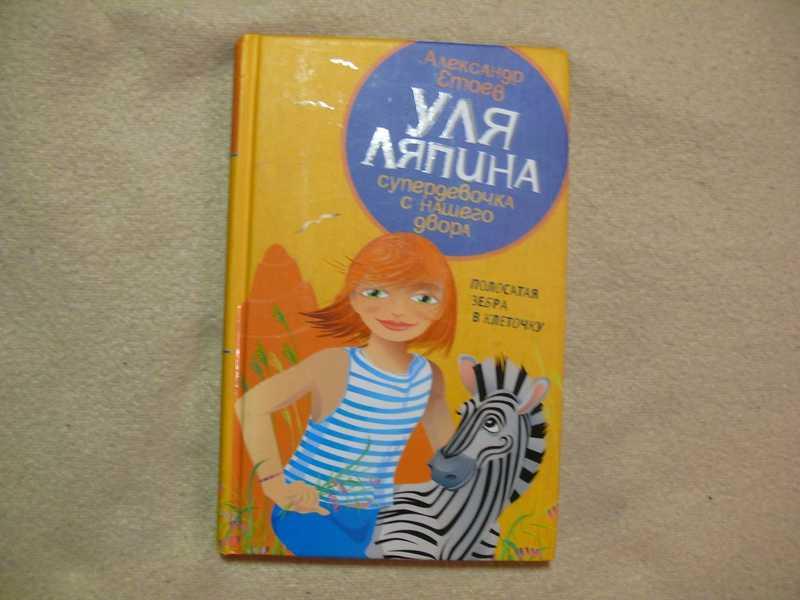 Александр
Етоев
Уля
Ляпина
супердевочка
с нашего
двора
полосатая
зебра
в клеточку